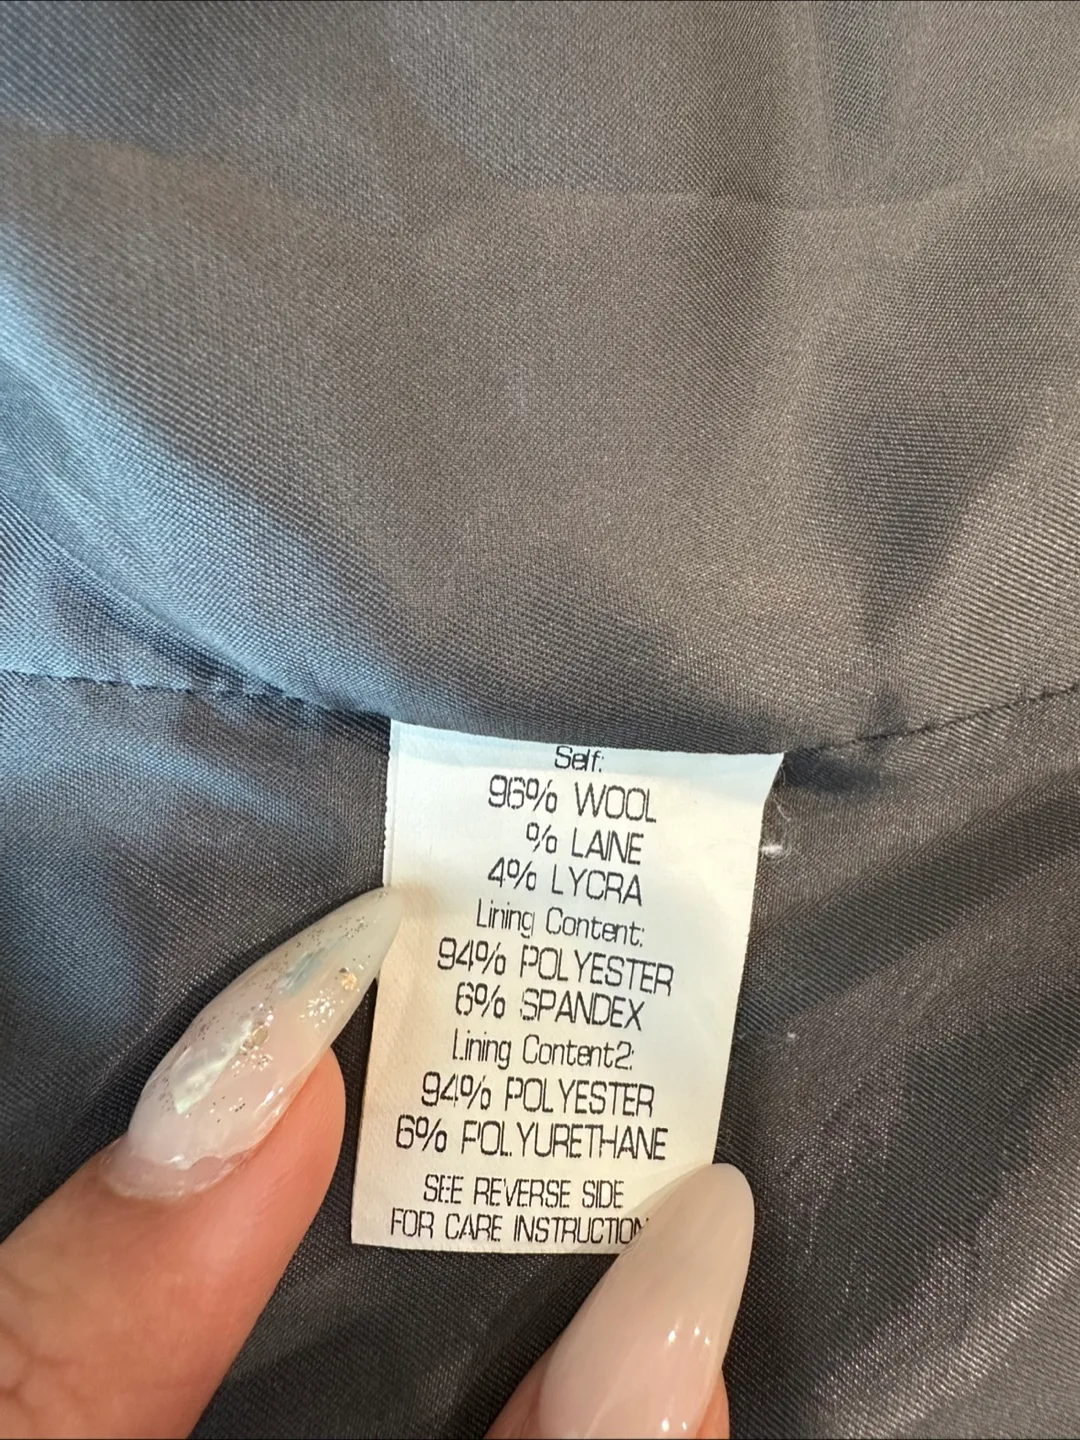 Self:
96% WOOL
% LAINE
4% LYCRA
Lining Content:
94% POLYESTER
6% SPANDEX
Lining Content2:
94% POLYESTER
6% POLYURETHANE
SEE REVERSE SIDE
FOR CARE INSTRUCTION